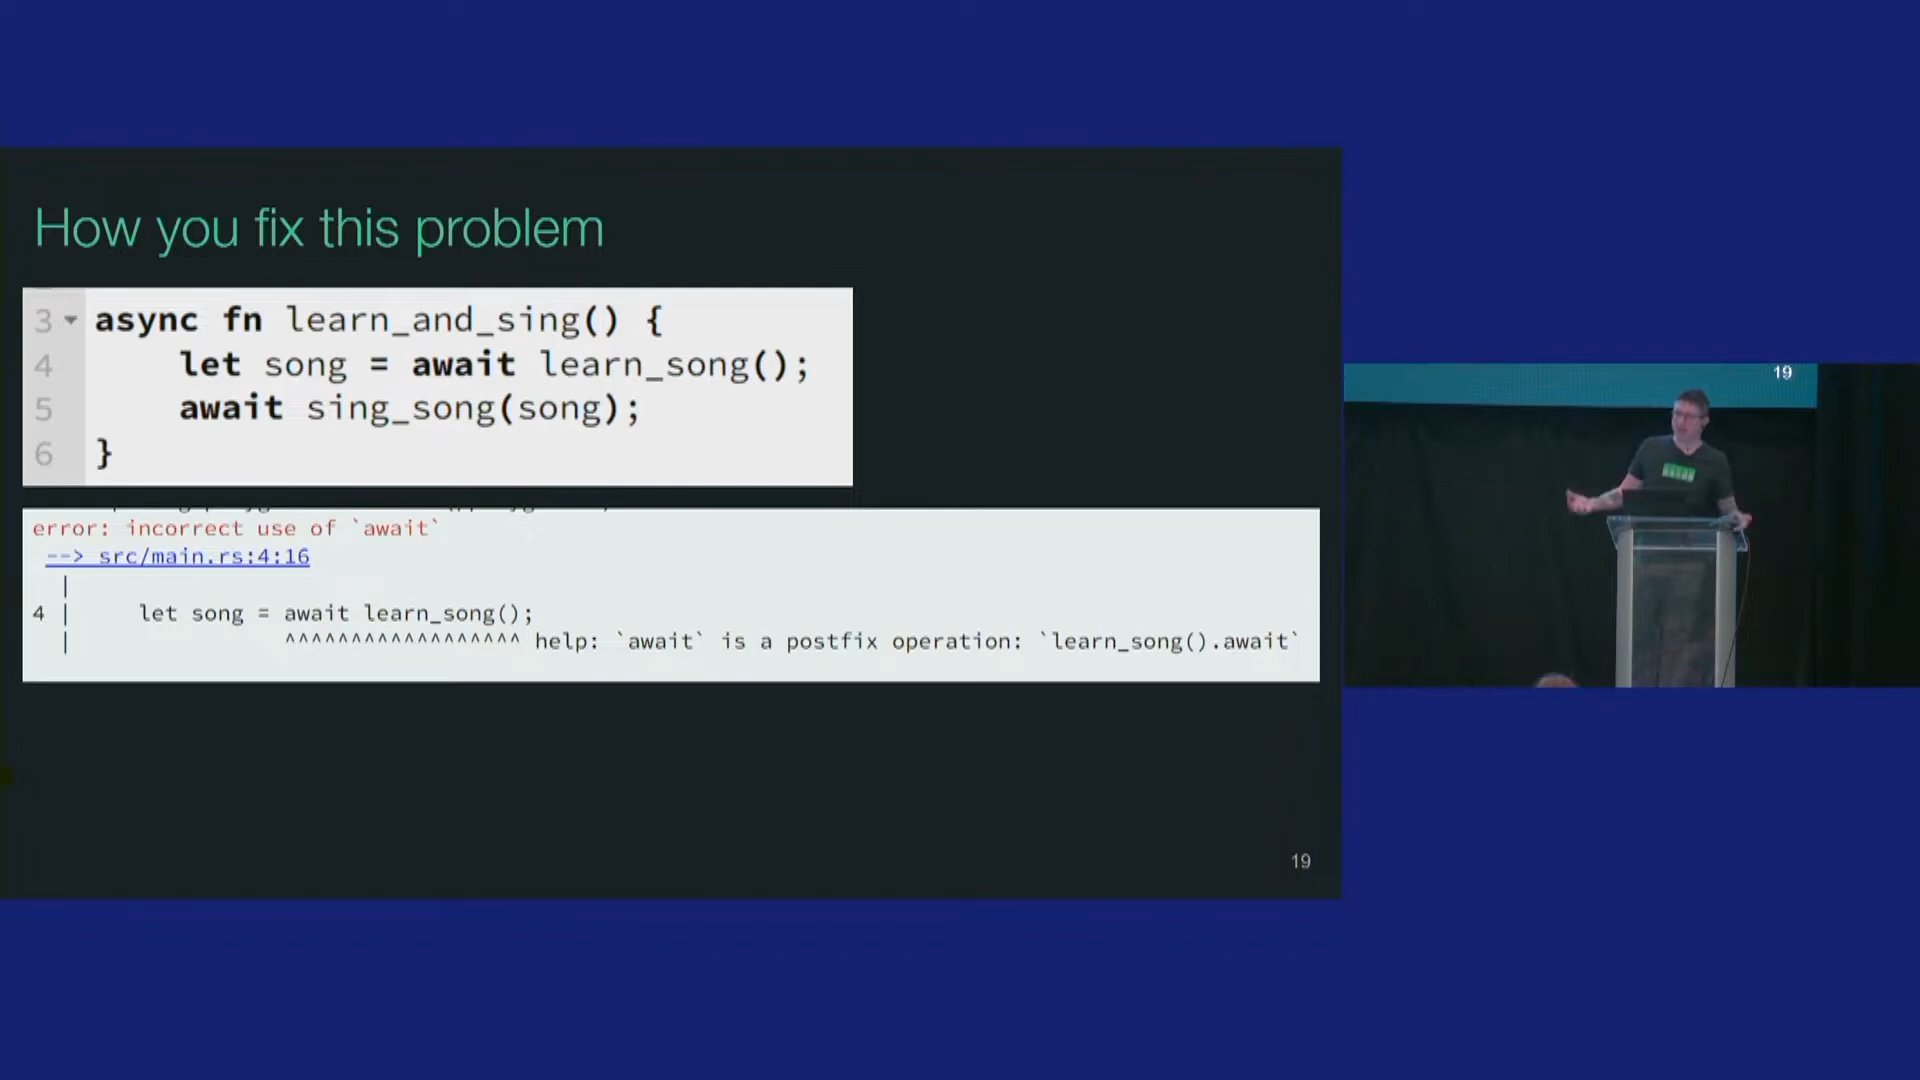 How you fix this problem
3 async fn learn_and_sing() {
4 let song = await learn_song();
5 await sing_song(song);
6 }
error: incorrect use of `await`
--> src/main.rs:4:16
|
4 | let song = await learn_song();
| ^^^^^^^^^^^^^^^^^^ help: `await` is a postfix operation: `learn_song().await`
19
19